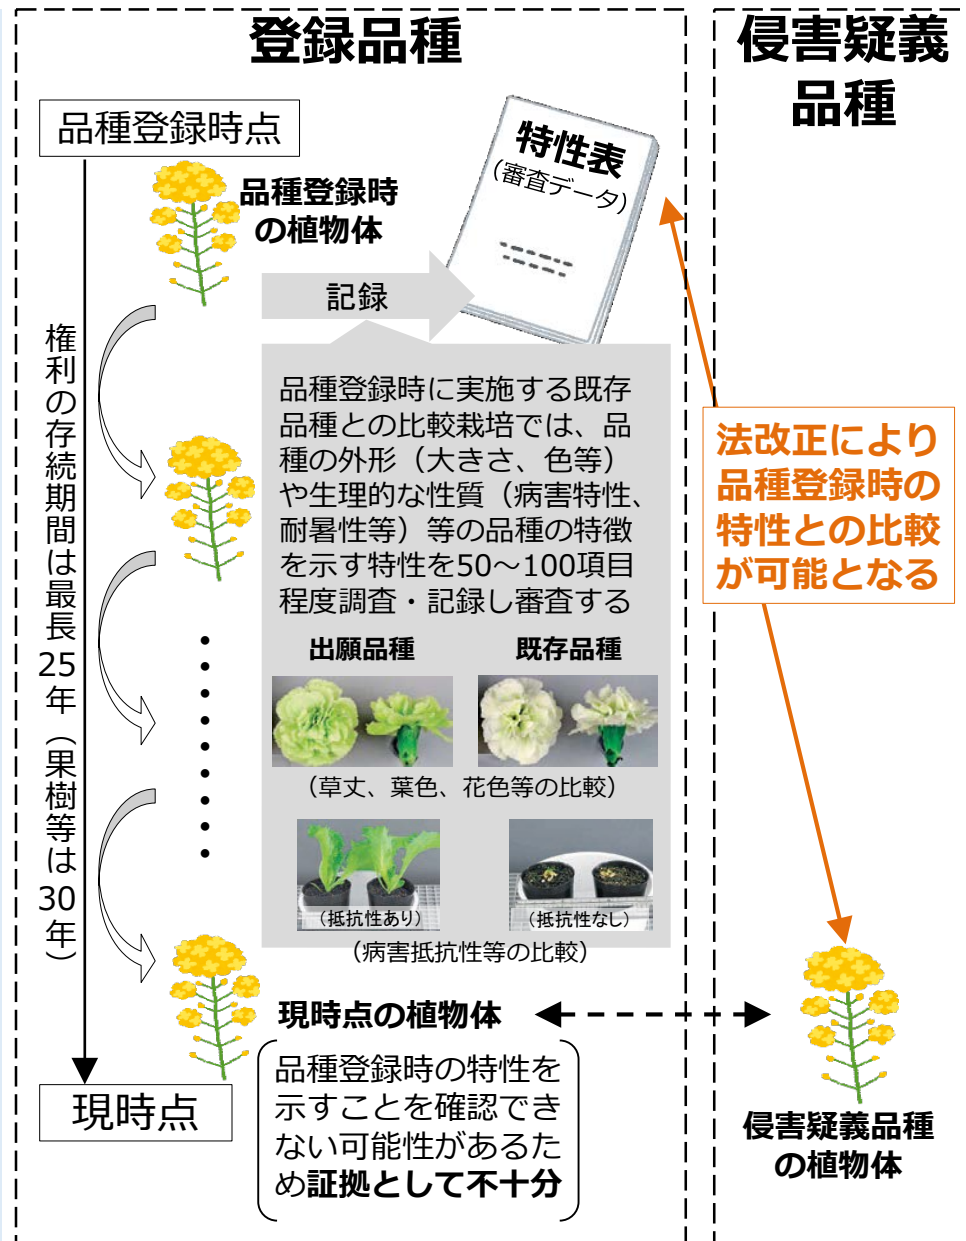 登録品種
侵害疑義
品種
品種登録時点
特性表
（審査データ）
品種登録時
の植物体
記録
権利の存続期間は最長25年（果樹等は30年）
品種登録時に実施する既存
品種との比較栽培では、品
種の外形（大きさ、色等）
や生理的な性質（病害特性、
耐暑性等）等の品種の特徴
を示す特性を50～100項目
程度調査・記録し審査する
出願品種
既存品種
（草丈、葉色、花色等の比較）
（抵抗性あり）
（抵抗性なし）
（病害抵抗性等の比較）
法改正により
品種登録時の
特性との比較
が可能となる
現時点の植物体
品種登録時の特性を
示すことを確認でき
ない可能性があるた
め証拠として不十分
現時点
侵害疑義品種
の植物体